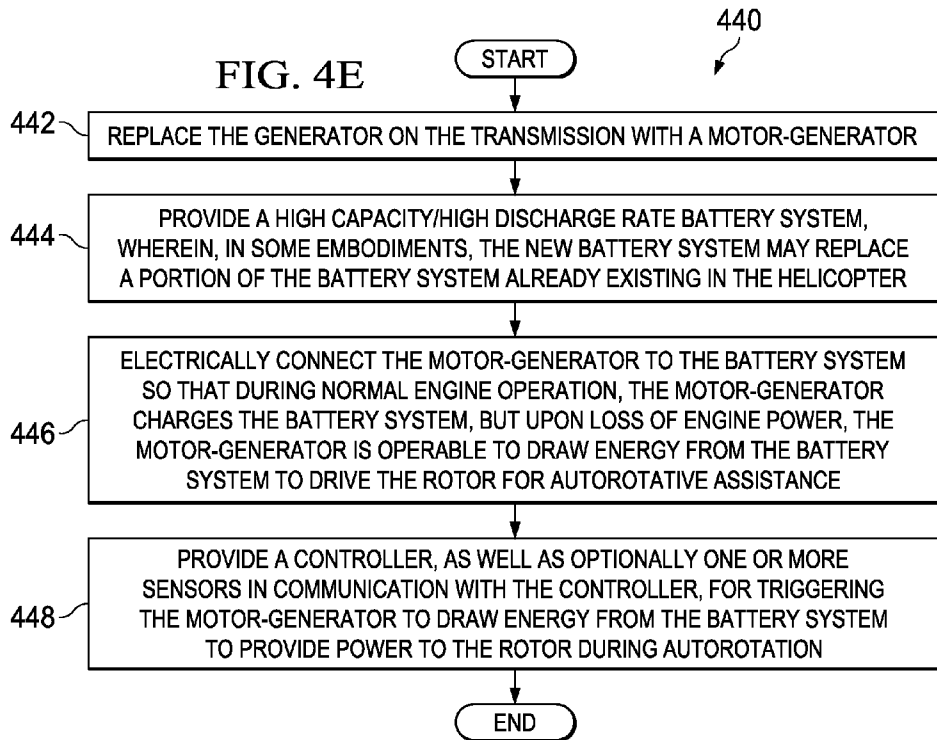 440
START
FIG. 4E
442
REPLACE THE GENERATOR ON THE TRANSMISSION WITH A MOTOR-GENERATOR
444
PROVIDE A HIGH CAPACITY/HIGH DISCHARGE RATE BATTERY SYSTEM,
WHEREIN, IN SOME EMBODIMENTS, THE NEW BATTERY SYSTEM MAY REPLACE
A PORTION OF THE BATTERY SYSTEM ALREADY EXISTING IN THE HELICOPTER
446
ELECTRICALLY CONNECT THE MOTOR-GENERATOR TO THE BATTERY SYSTEM
SO THAT DURING NORMAL ENGINE OPERATION, THE MOTOR-GENERATOR
CHARGES THE BATTERY SYSTEM, BUT UPON LOSS OF ENGINE POWER, THE
MOTOR-GENERATOR IS OPERABLE TO DRAW ENERGY FROM THE BATTERY
SYSTEM TO DRIVE THE ROTOR FOR AUTOROTATIVE ASSISTANCE
448
PROVIDE A CONTROLLER, AS WELL AS OPTIONALLY ONE OR MORE
SENSORS IN COMMUNICATION WITH THE CONTROLLER, FOR TRIGGERING
THE MOTOR-GENERATOR TO DRAW ENERGY FROM THE BATTERY SYSTEM
TO PROVIDE POWER TO THE ROTOR DURING AUTOROTATION
END